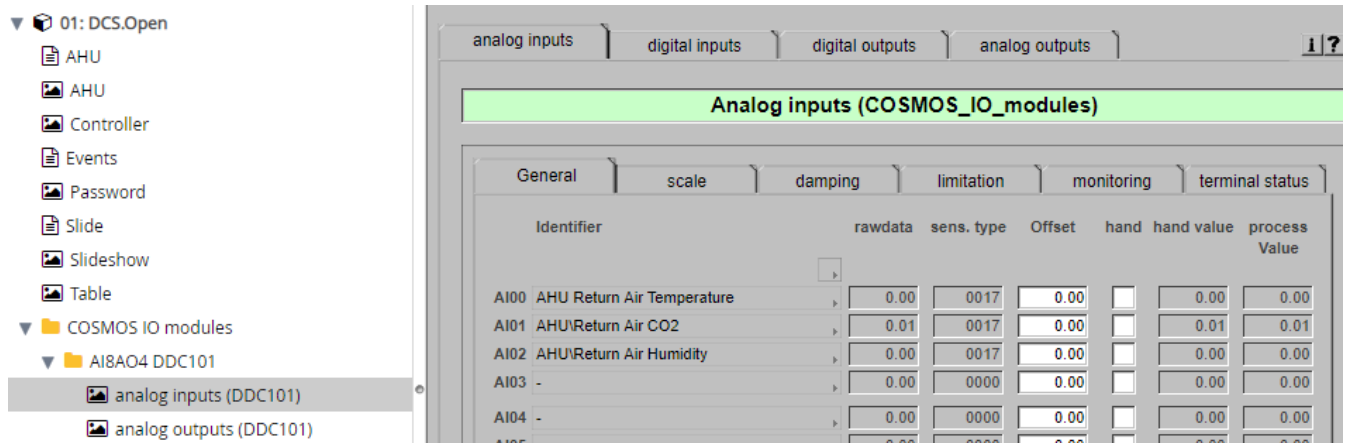 01: DCS.Open
AHU
AHU
Controller
Events
Password
Slide
Slideshow
Table
COSMOS IO modules
AI8AO4 DDC101
analog inputs (DDC101)
analog outputs (DDC101)
analog inputs digital inputs digital outputs analog outputs i ?
Analog inputs (COSMOS_IO_modules)
General scale damping limitation monitoring terminal status
Identifier rawdata sens. type Offset hand hand value process
Value
AI00 AHU Return Air Temperature 0.00 0017 0.00 0.00 0.00
AI01 AHU\Return Air CO2 0.01 0017 0.00 0.01 0.01
AI02 AHU\Return Air Humidity 0.00 0017 0.00 0.00 0.00
AI03 - 0.00 0000 0.00 0.00 0.00
AI04 - 0.00 0000 0.00 0.00 0.00